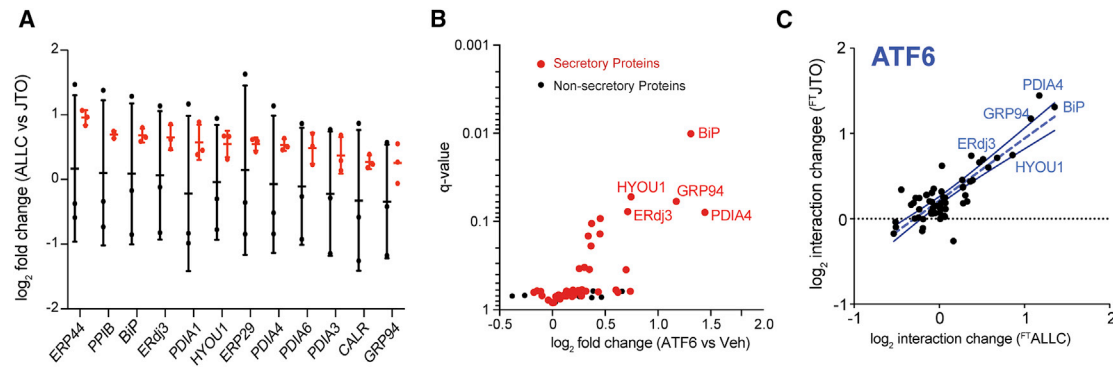 A
log2 fold change (ALLC vs JTO)
2
1
0
-1
-2
ERP44
PPIB
BiP
ERdj3
PDIA1
HYOU1
ERP29
PDIA4
PDIA6
PDIA3
CALR
GRP94
B
q-value
0.001
0.01
0.1
1
Secretory Proteins
Non-secretory Proteins
BiP
HYOU1
GRP94
ERdj3
PDIA4
-0.5
0
0.5
1.0
1.5
2.0
log2 fold change (ATF6 vs Veh)
C
ATF6
log2 interaction changee (FTJTO)
2
1
0
-1
PDIA4
GRP94
BiP
ERdj3
HYOU1
-1
0
1
2
log2 interaction change (FTALLC)